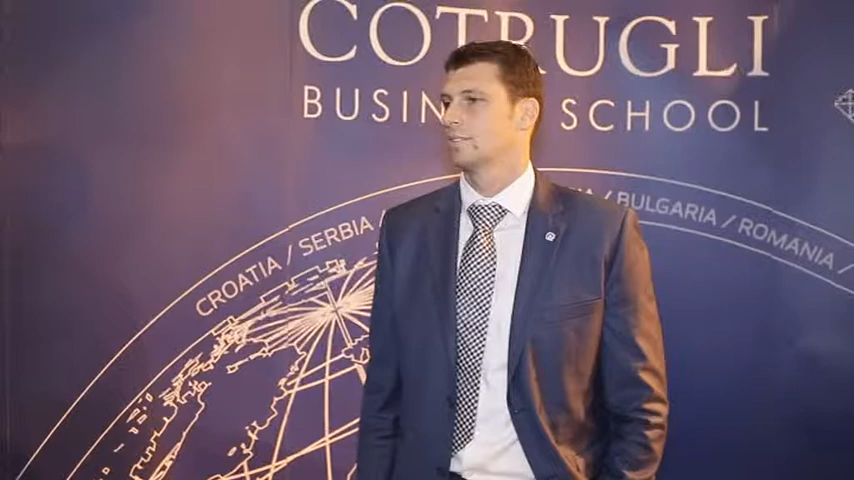 COTRUGLI
BUSINESS SCHOOL
CROATIA / SERBIA / BULGARIA / ROMANIA /